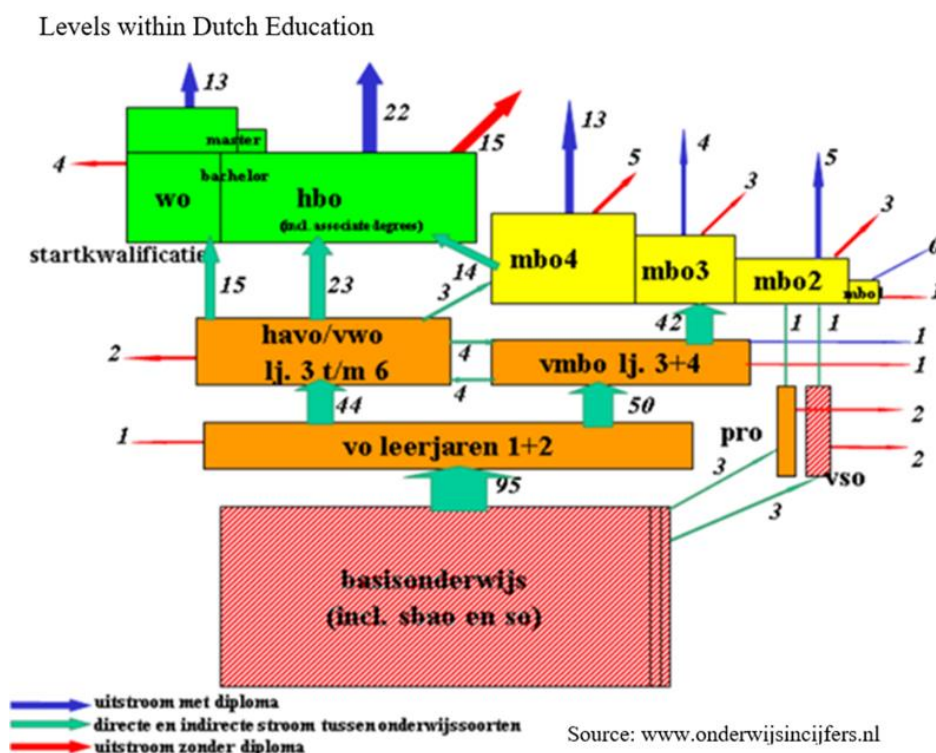 Levels within Dutch Education
13
22
15
13
5
4
3
5
3
4
master
bachelor
wo
hbo
(incl. associate degrees)
startkwalificatie
mbo4
mbo3
mbo2
mbo1
6
1
15
23
14
3
42
1
1
havo/vwo
lj. 3 t/m 6
2
4
4
vmbo lj. 3+4
1
1
44
50
1
vo leerjaren 1+2
pro
2
2
vso
95
3
3
basisonderwijs
(incl. sbao en so)
uitstroom met diploma
directe en indirecte stroom tussen onderwijssoorten
uitstroom zonder diploma
Source: www.onderwijsincijfers.nl